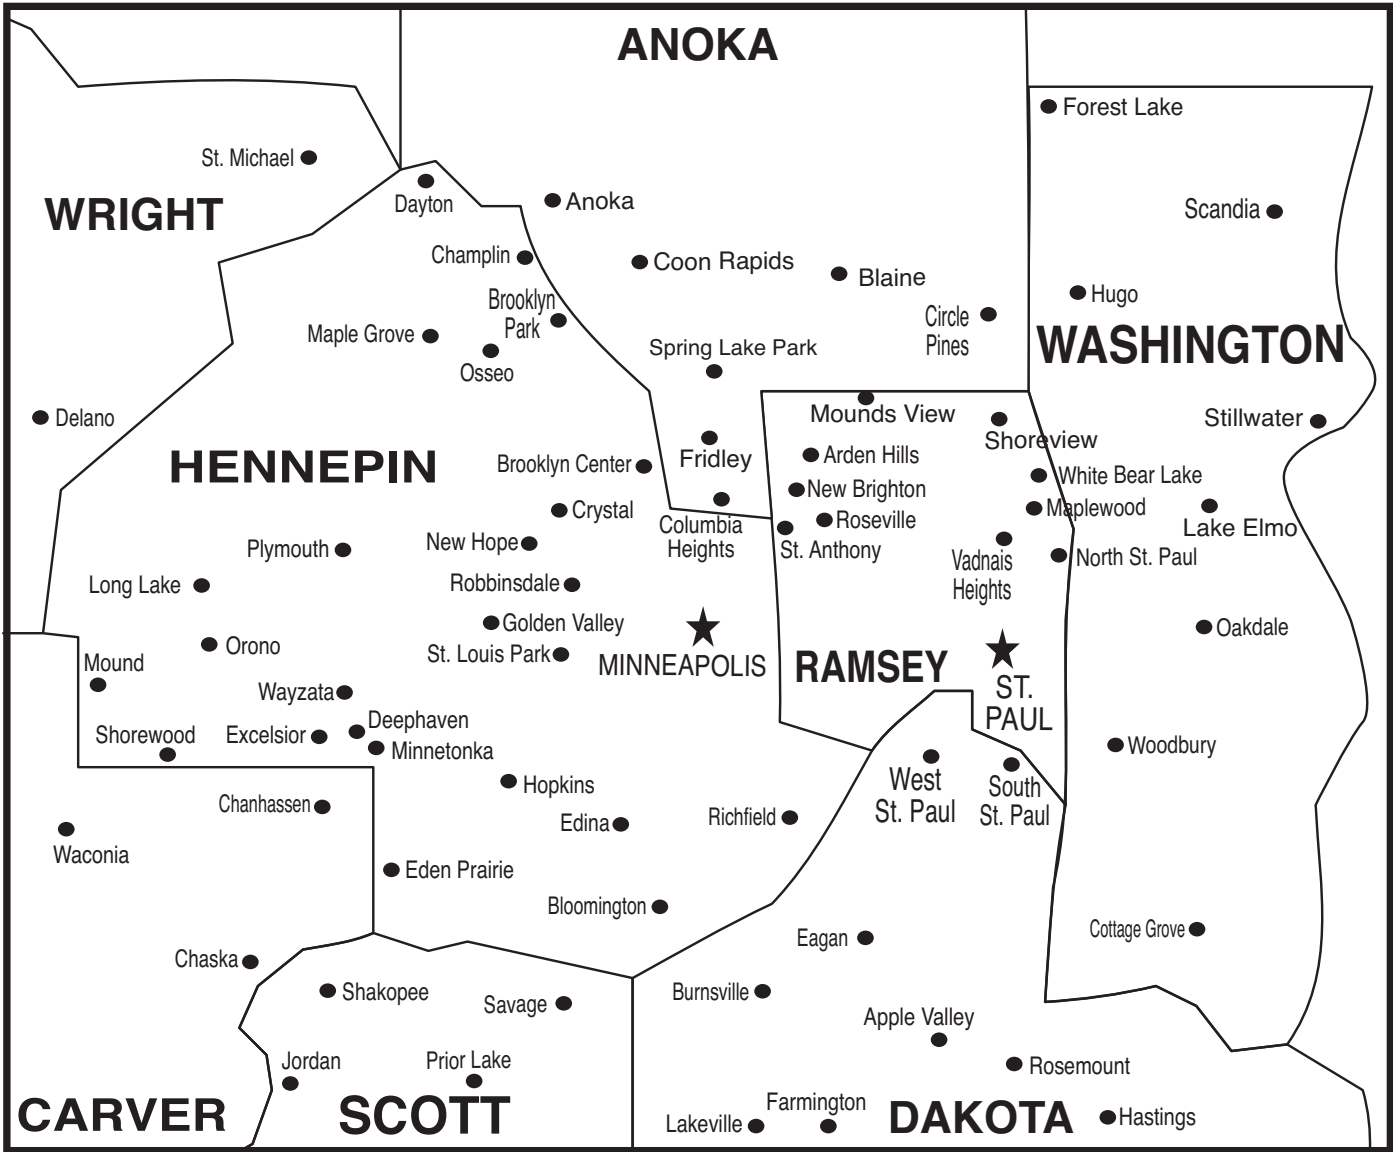 ANOKA
Forest Lake
St. Michael
WRIGHT
Dayton
Anoka
Scandia
Champlin
Coon Rapids
Blaine
Hugo
Brooklyn
Park
Circle
Pines
Maple Grove
Osseo
Spring Lake Park
WASHINGTON
Delano
Mounds View
Stillwater
Shoreview
HENNEPIN
Brooklyn Center
Fridley
Arden Hills
White Bear Lake
New Brighton
Maplewood
Crystal
Columbia
Heights
Roseville
Lake Elmo
St. Anthony
Plymouth
New Hope
Vadnais
Heights
North St. Paul
Long Lake
Robbinsdale
Golden Valley
Oakdale
Orono
St. Louis Park
MINNEAPOLIS
RAMSEY
Mound
ST.
PAUL
Wayzata
Deephaven
Shorewood
Excelsior
Minnetonka
Woodbury
Hopkins
West
St. Paul
South
St. Paul
Chanhassen
Edina
Richfield
Waconia
Eden Prairie
Bloomington
Cottage Grove
Eagan
Chaska
Shakopee
Savage
Burnsville
Apple Valley
Jordan
Prior Lake
Rosemount
CARVER
SCOTT
Farmington
Lakeville
DAKOTA
Hastings